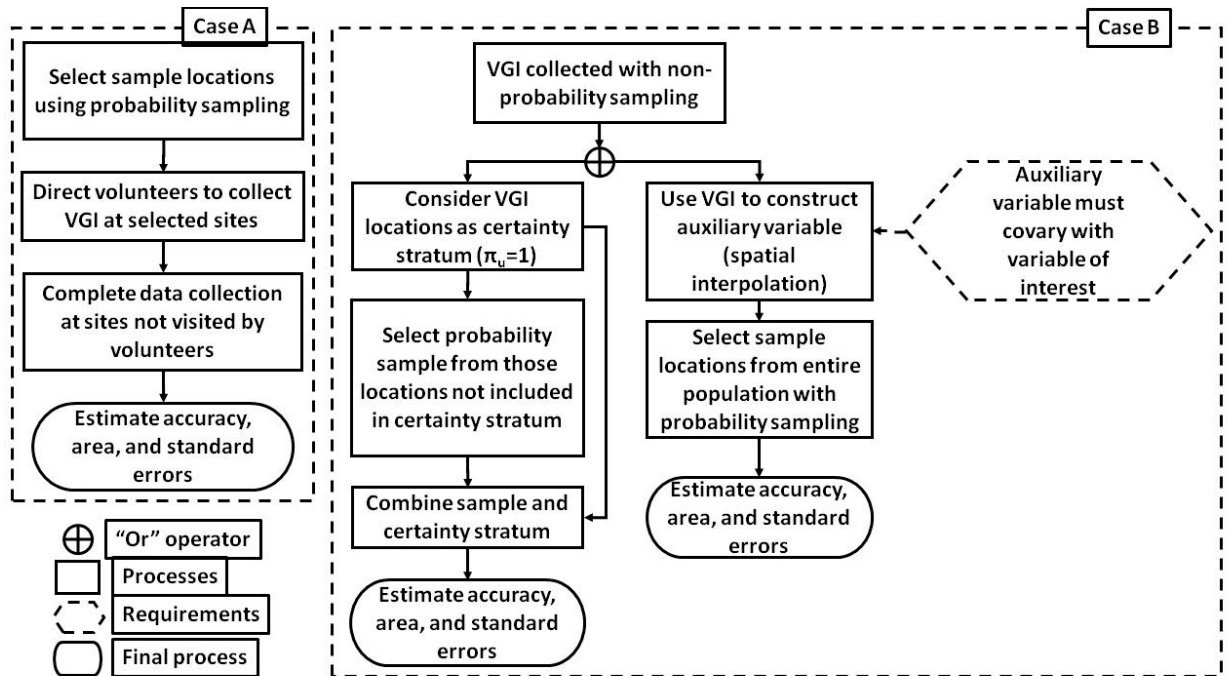 Case A
Select sample locations
using probability sampling
Direct volunteers to collect
VGI at selected sites
Complete data collection
at sites not visited by
volunteers
Estimate accuracy,
area, and standard
errors
"Or" operator
Processes
Requirements
Final process
Case B
VGI collected with non-
probability sampling
Consider VGI
locations as certainty
stratum (πu=1)
Select probability
sample from those
locations not included
in certainty stratum
Combine sample and
certainty stratum
Estimate accuracy,
area, and standard
errors
Use VGI to construct
auxiliary variable
(spatial
interpolation)
Select sample
locations from entire
population with
probability sampling
Estimate accuracy,
area, and standard
errors
Auxiliary
variable must
covary with
variable of
interest